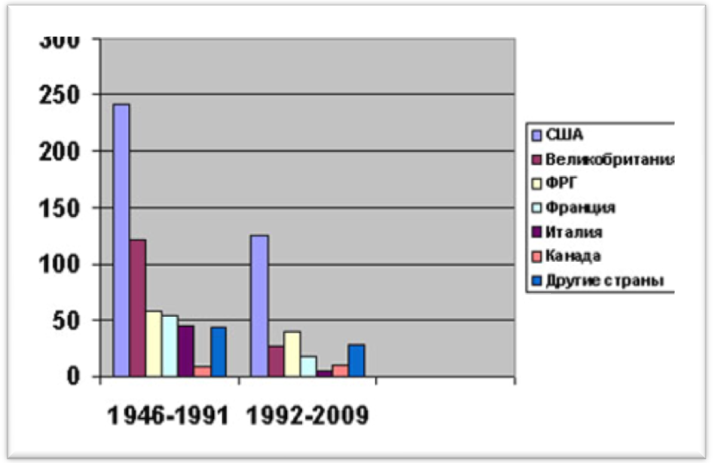 300
250
200
150
100
50
0
1946-1991 1992-2009
США
Великобритания
ФРГ
Франция
Италия
Канада
Другие страны